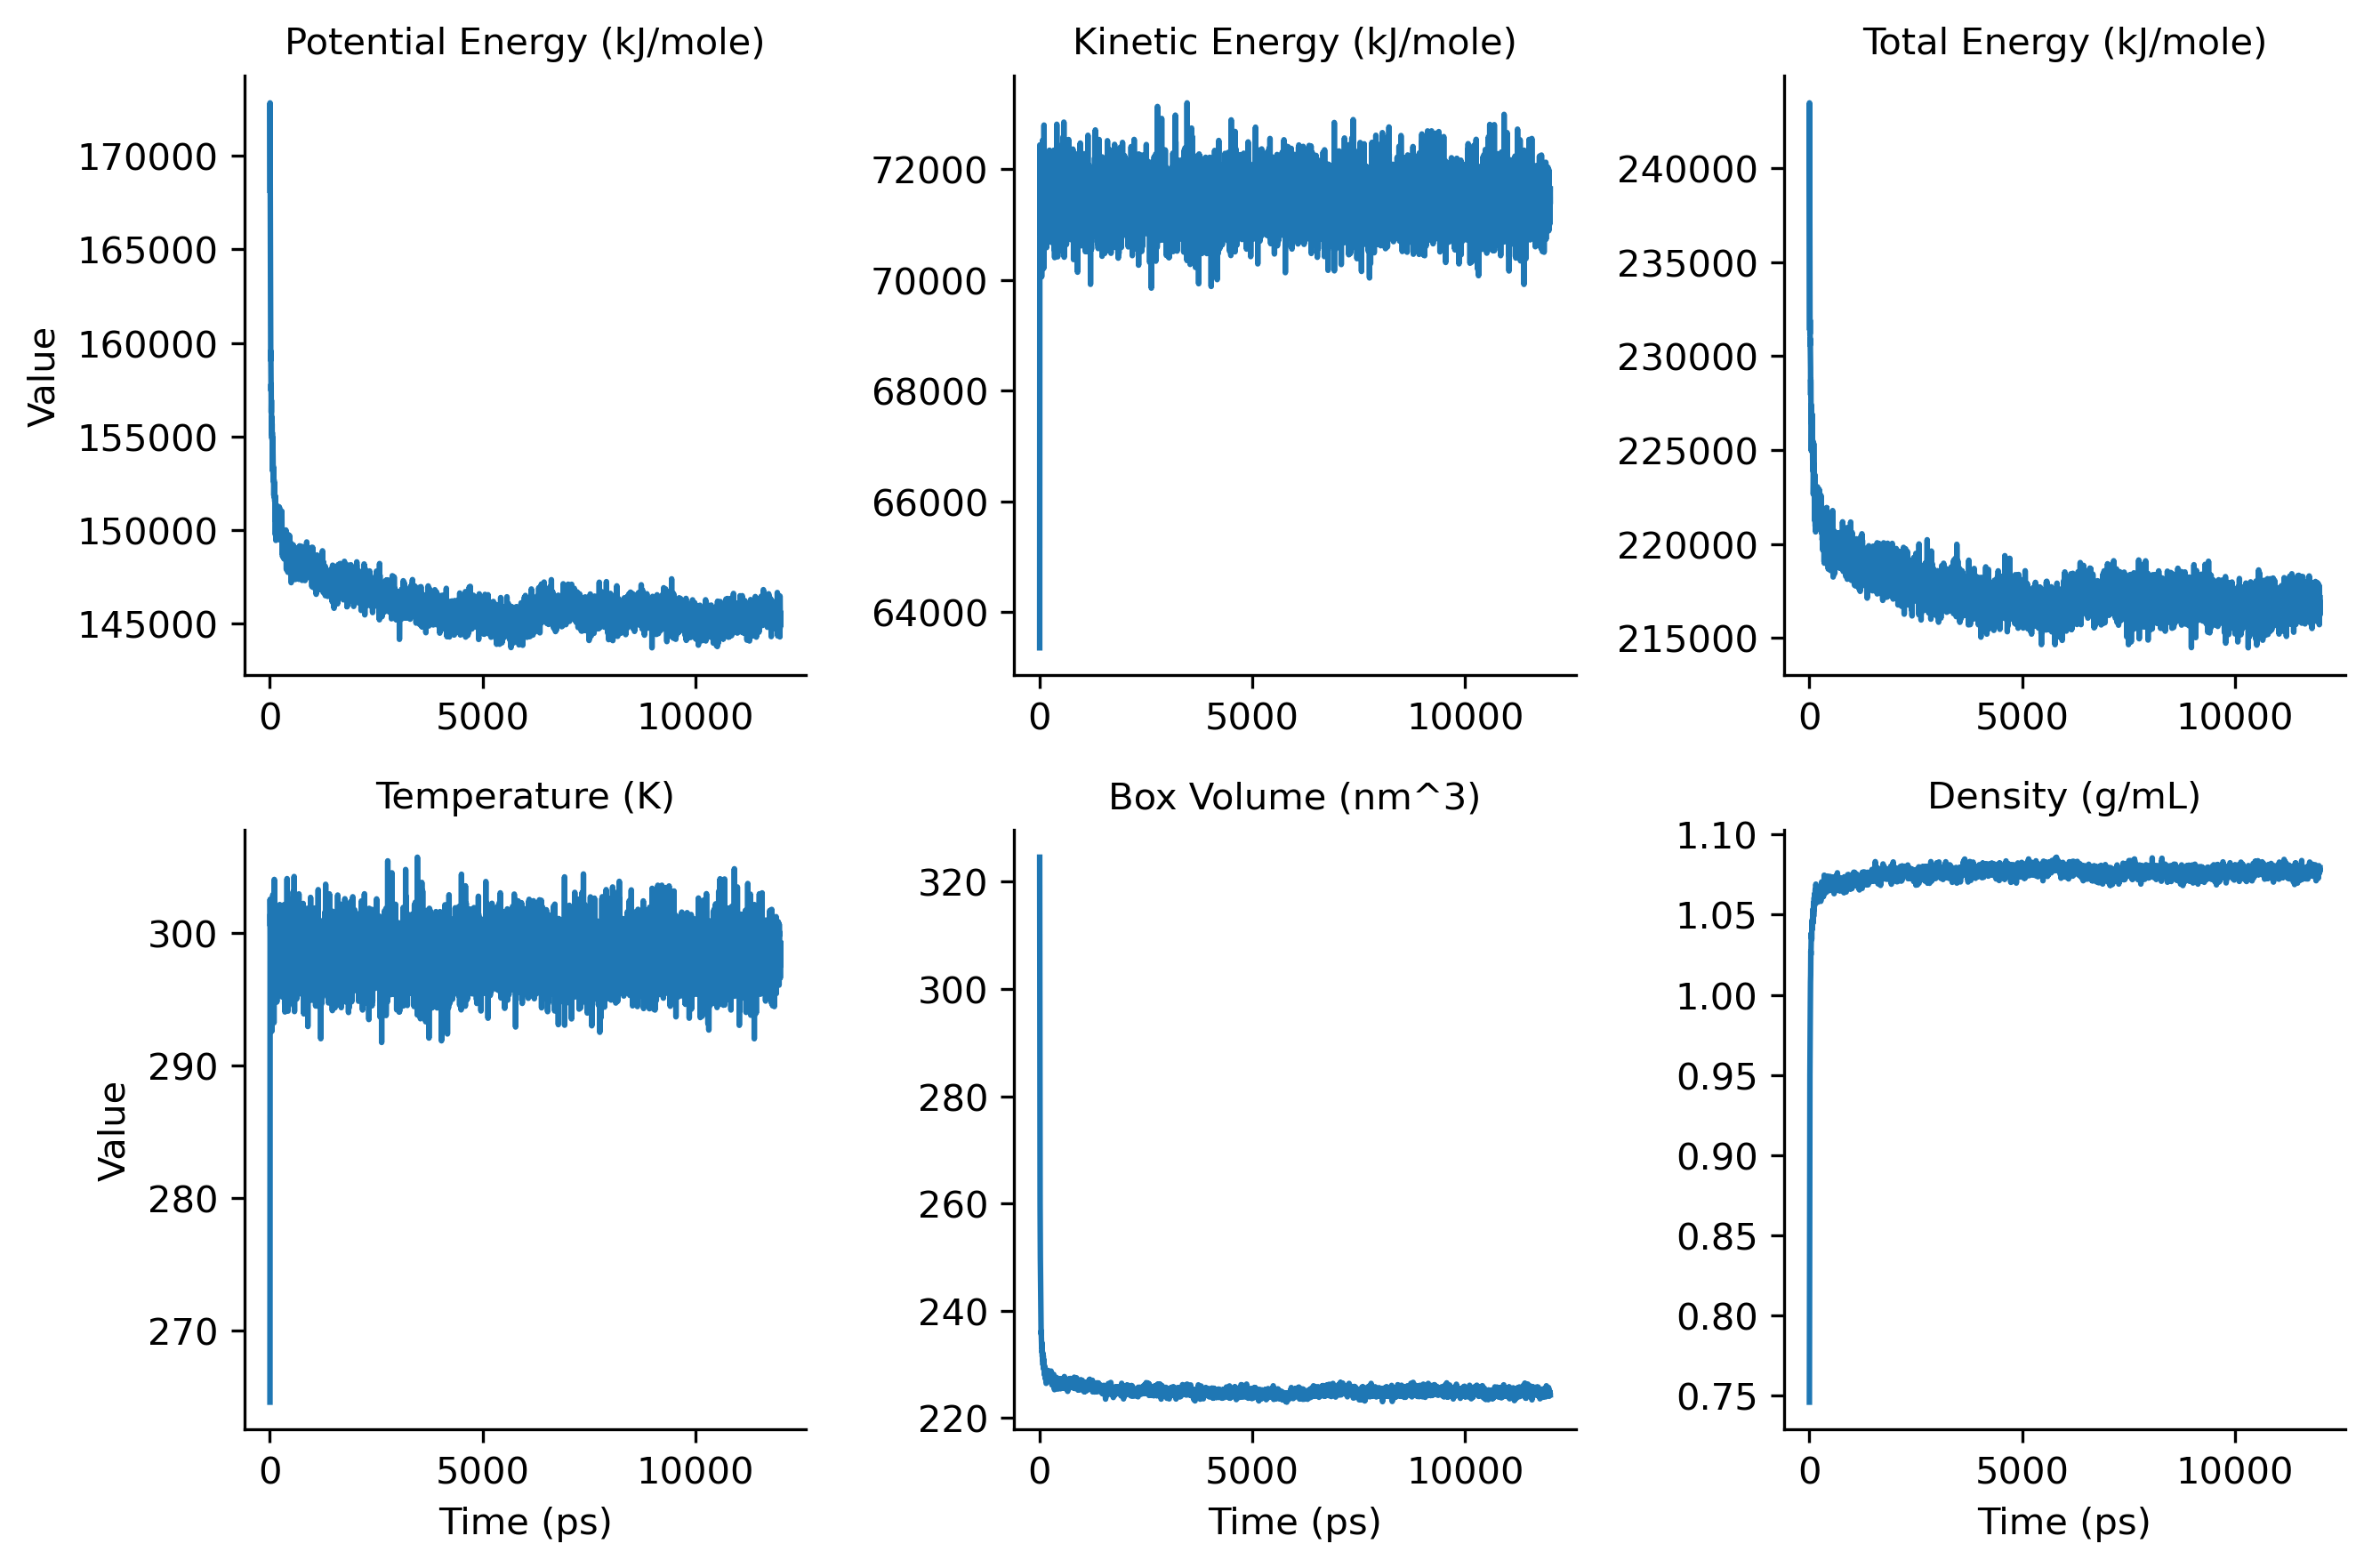 Potential Energy (kJ/mole)
170000
165000
160000
155000
150000
145000
Value
0 5000 10000
Kinetic Energy (kJ/mole)
72000
70000
68000
66000
64000
0 5000 10000
Total Energy (kJ/mole)
240000
235000
230000
225000
220000
215000
0 5000 10000
Temperature (K)
300
290
280
270
Value
0 5000 10000
Time (ps)
Box Volume (nm^3)
320
300
280
260
240
220
0 5000 10000
Time (ps)
Density (g/mL)
1.10
1.05
1.00
0.95
0.90
0.85
0.80
0.75
0 5000 10000
Time (ps)